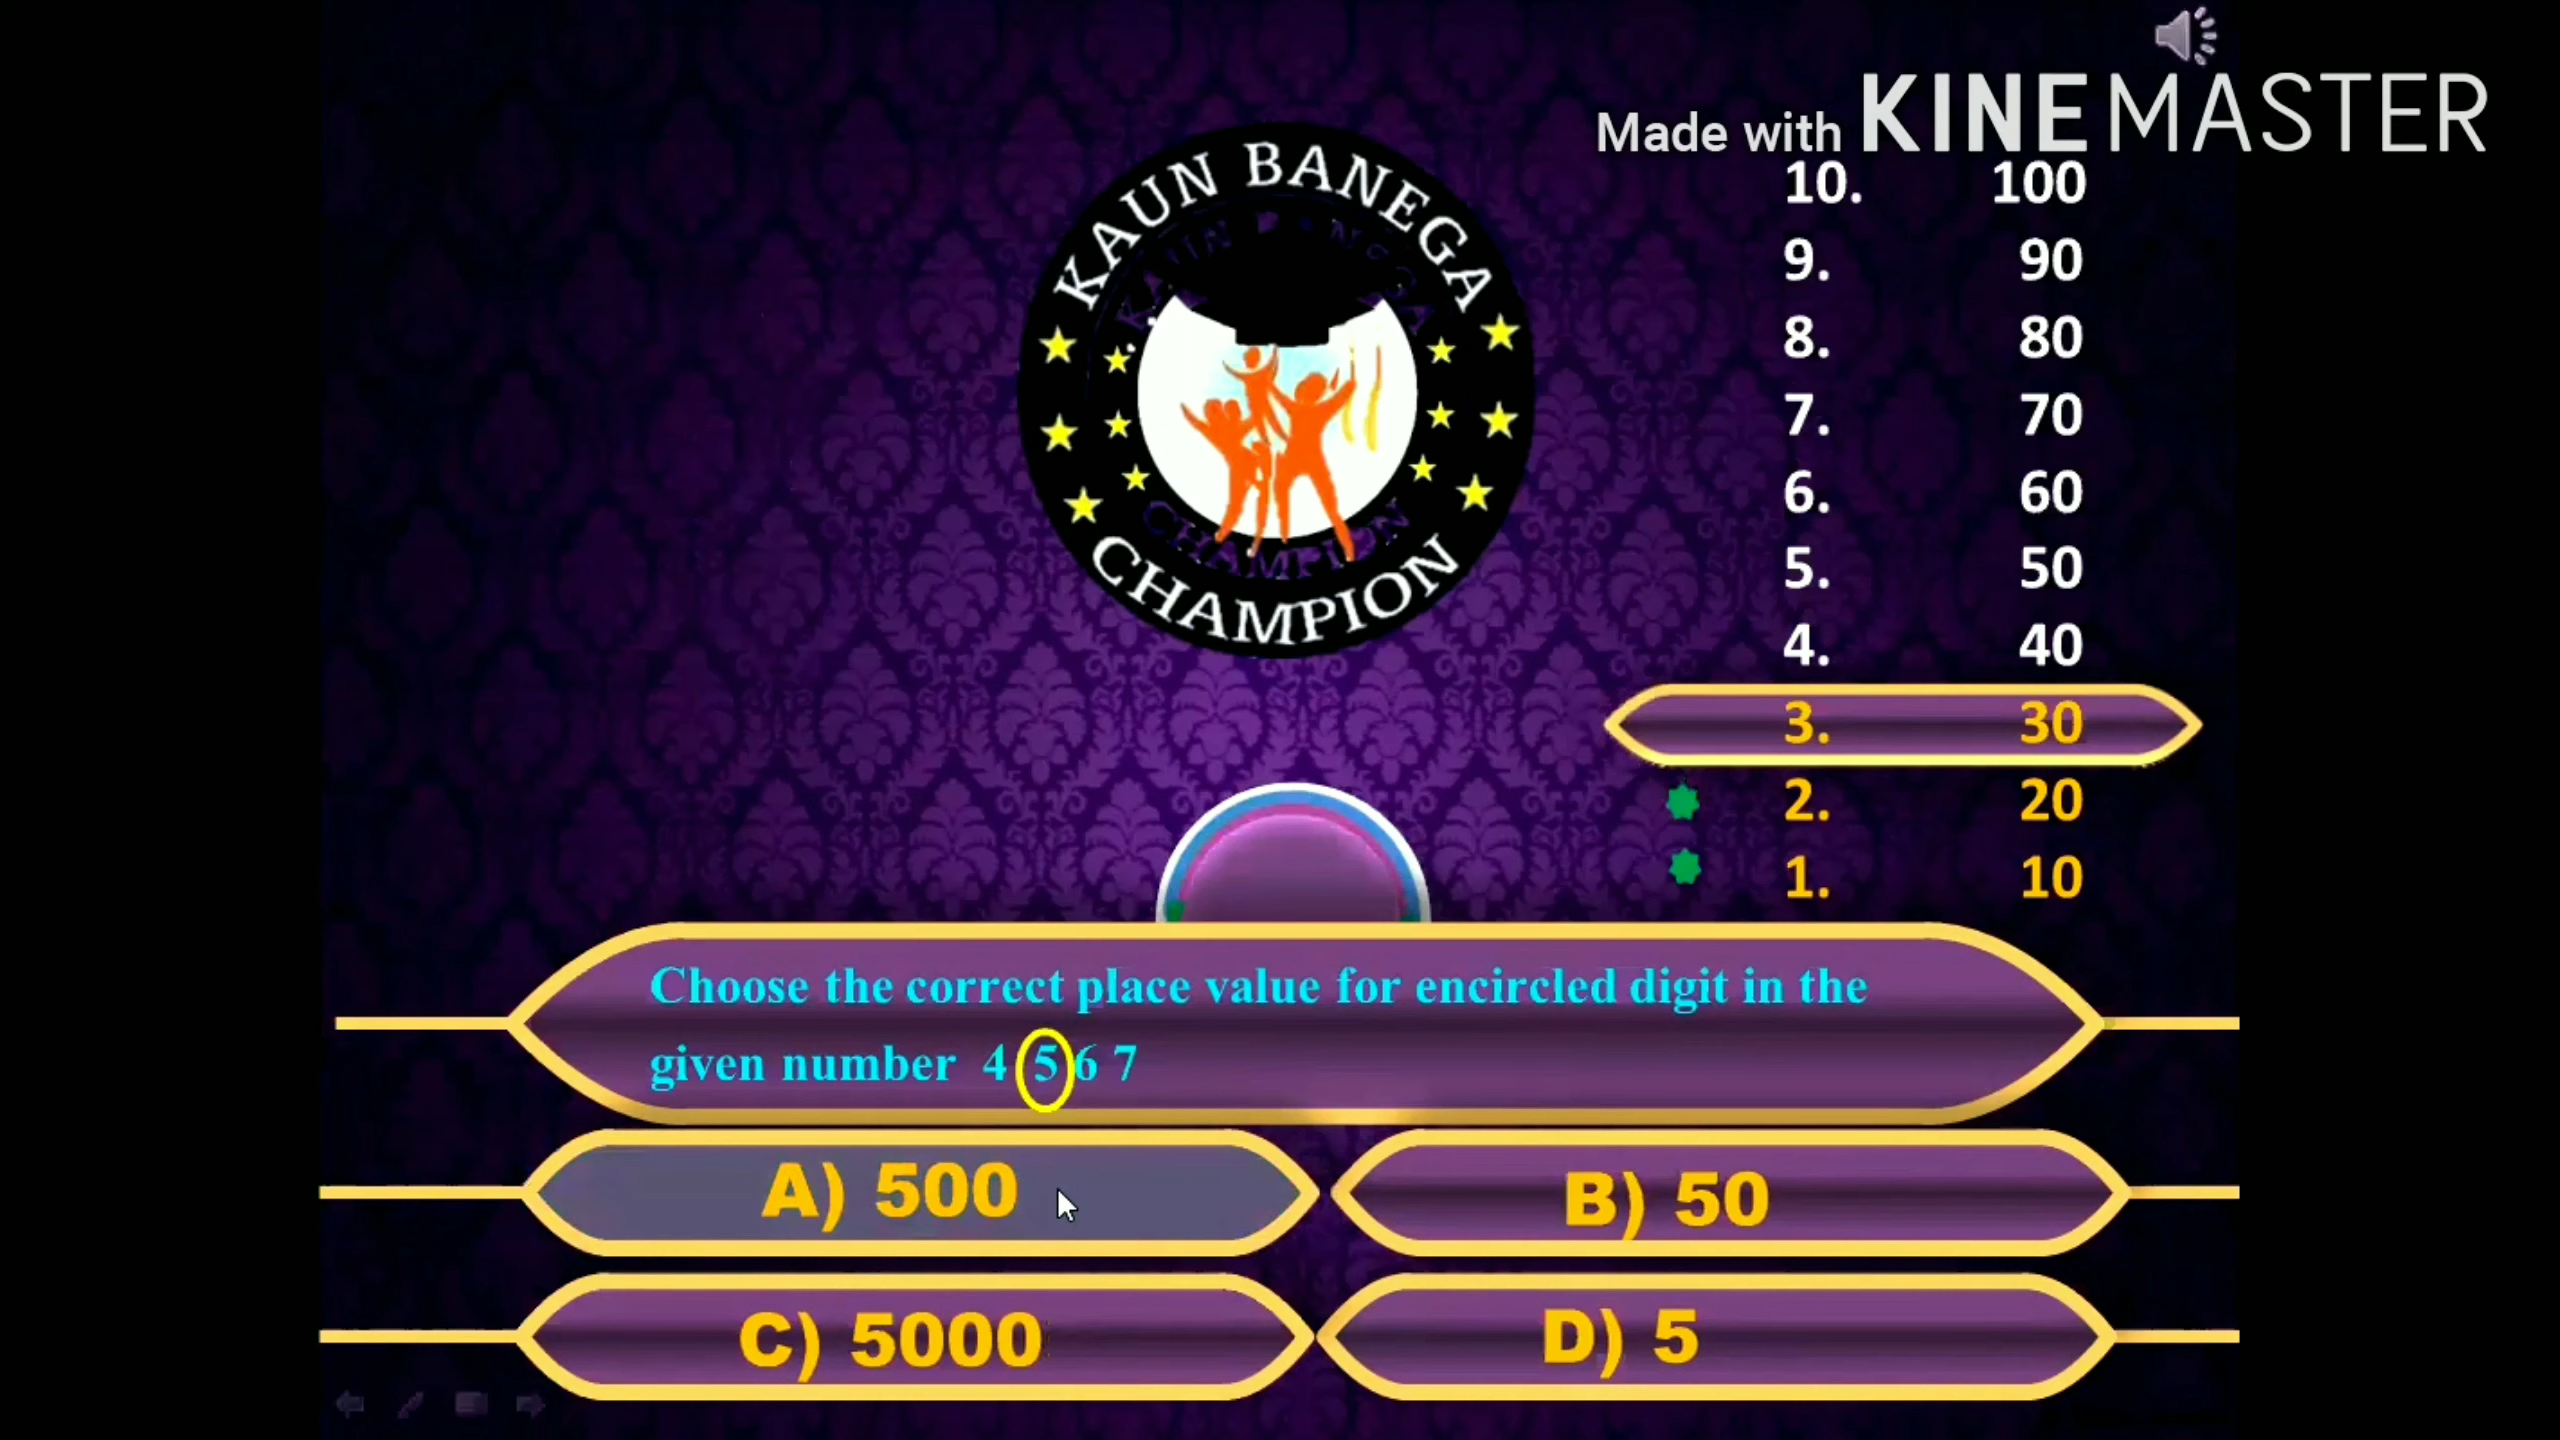 Made with KINEMASTER
KAUN BANEGA
CHAMPION
CHAMPION
10. 100
9. 90
8. 80
7. 70
6. 60
5. 50
4. 40
3. 30
2. 20
1. 10
Choose the correct place value for encircled digit in the
given number 4 5 6 7
A) 500
B) 50
C) 5000
D) 5